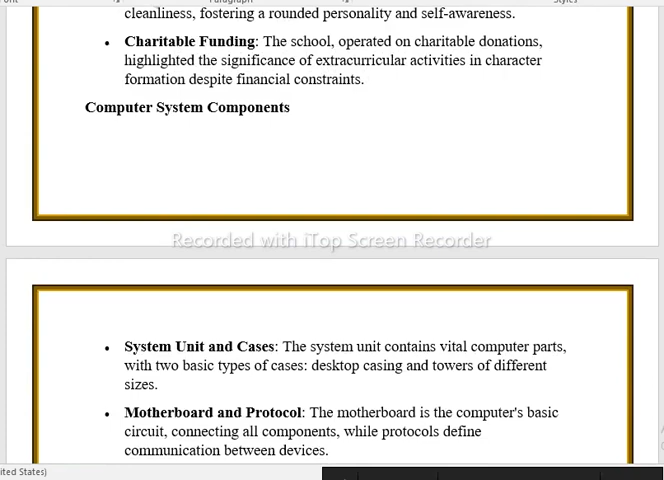 cleanliness, fostering a rounded personality and self-awareness.
• Charitable Funding: The school, operated on charitable donations,
highlighted the significance of extracurricular activities in character
formation despite financial constraints.
Computer System Components
Recorded with iTop Screen Recorder
• System Unit and Cases: The system unit contains vital computer parts,
with two basic types of cases: desktop casing and towers of different
sizes.
• Motherboard and Protocol: The motherboard is the computer's basic
circuit, connecting all components, while protocols define
communication between devices.
ited States)